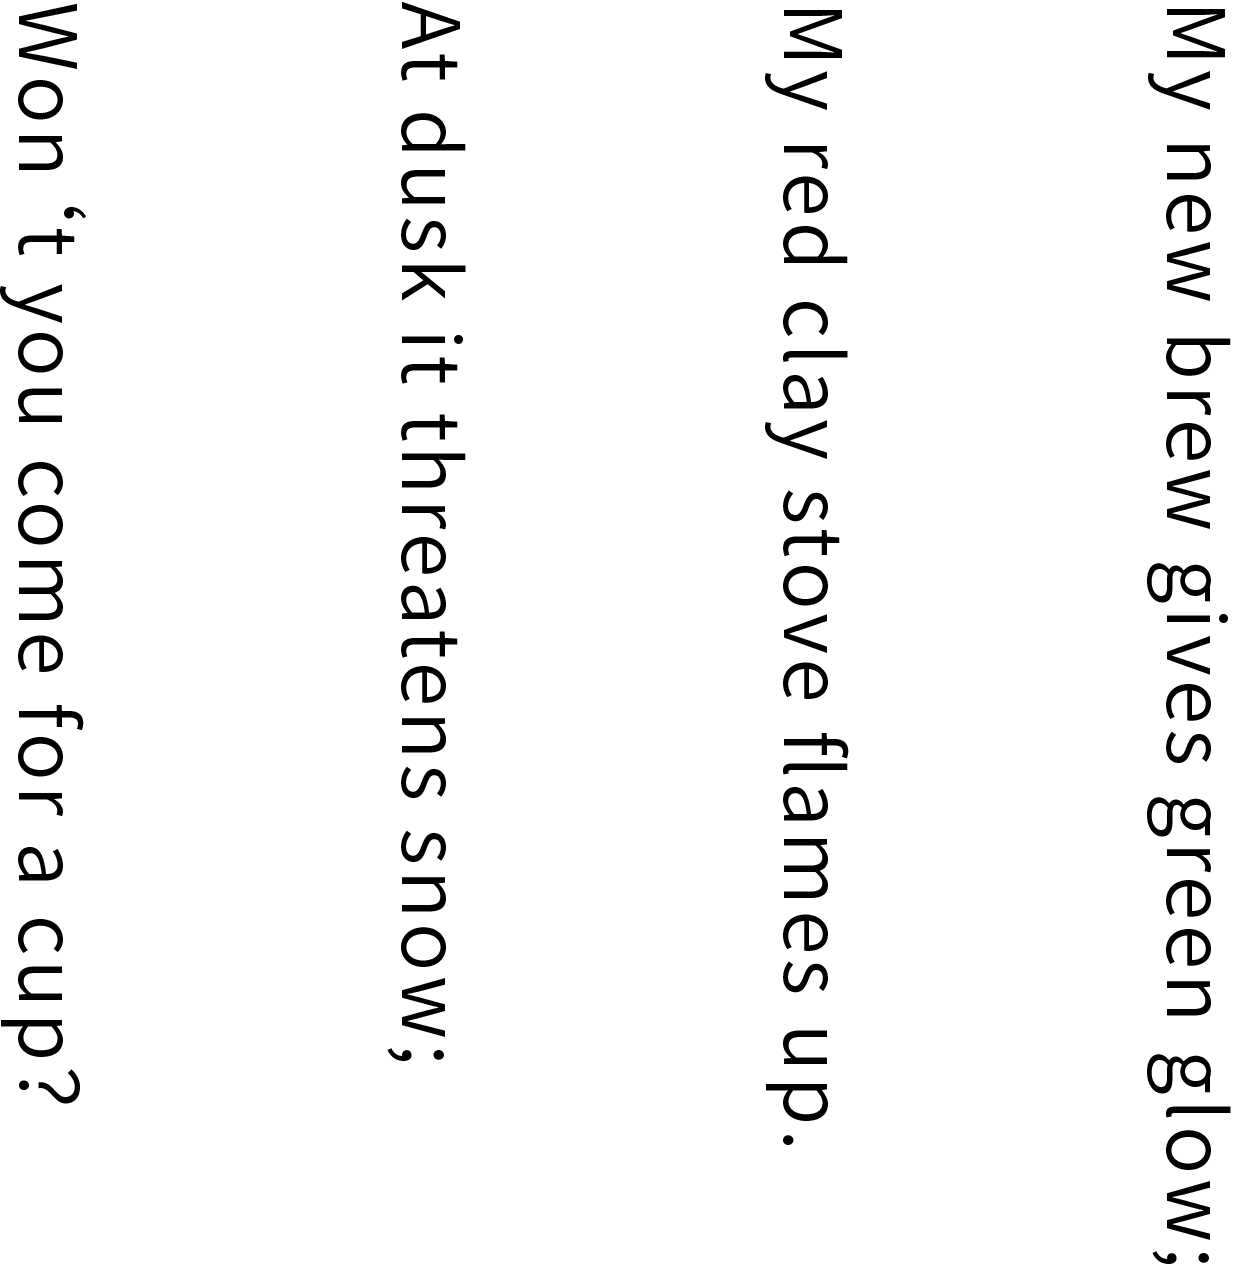 My new brew gives green glow;
My red clay stove flames up.
At dusk it threatens snow;
Won ‘t you come for a cup?